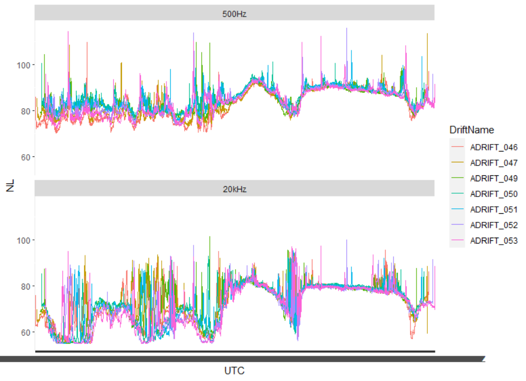 500Hz
100
80
60
NL
20kHz
100
80
60
UTC
DriftName
ADRIFT_046
ADRIFT_047
ADRIFT_049
ADRIFT_050
ADRIFT_051
ADRIFT_052
ADRIFT_053